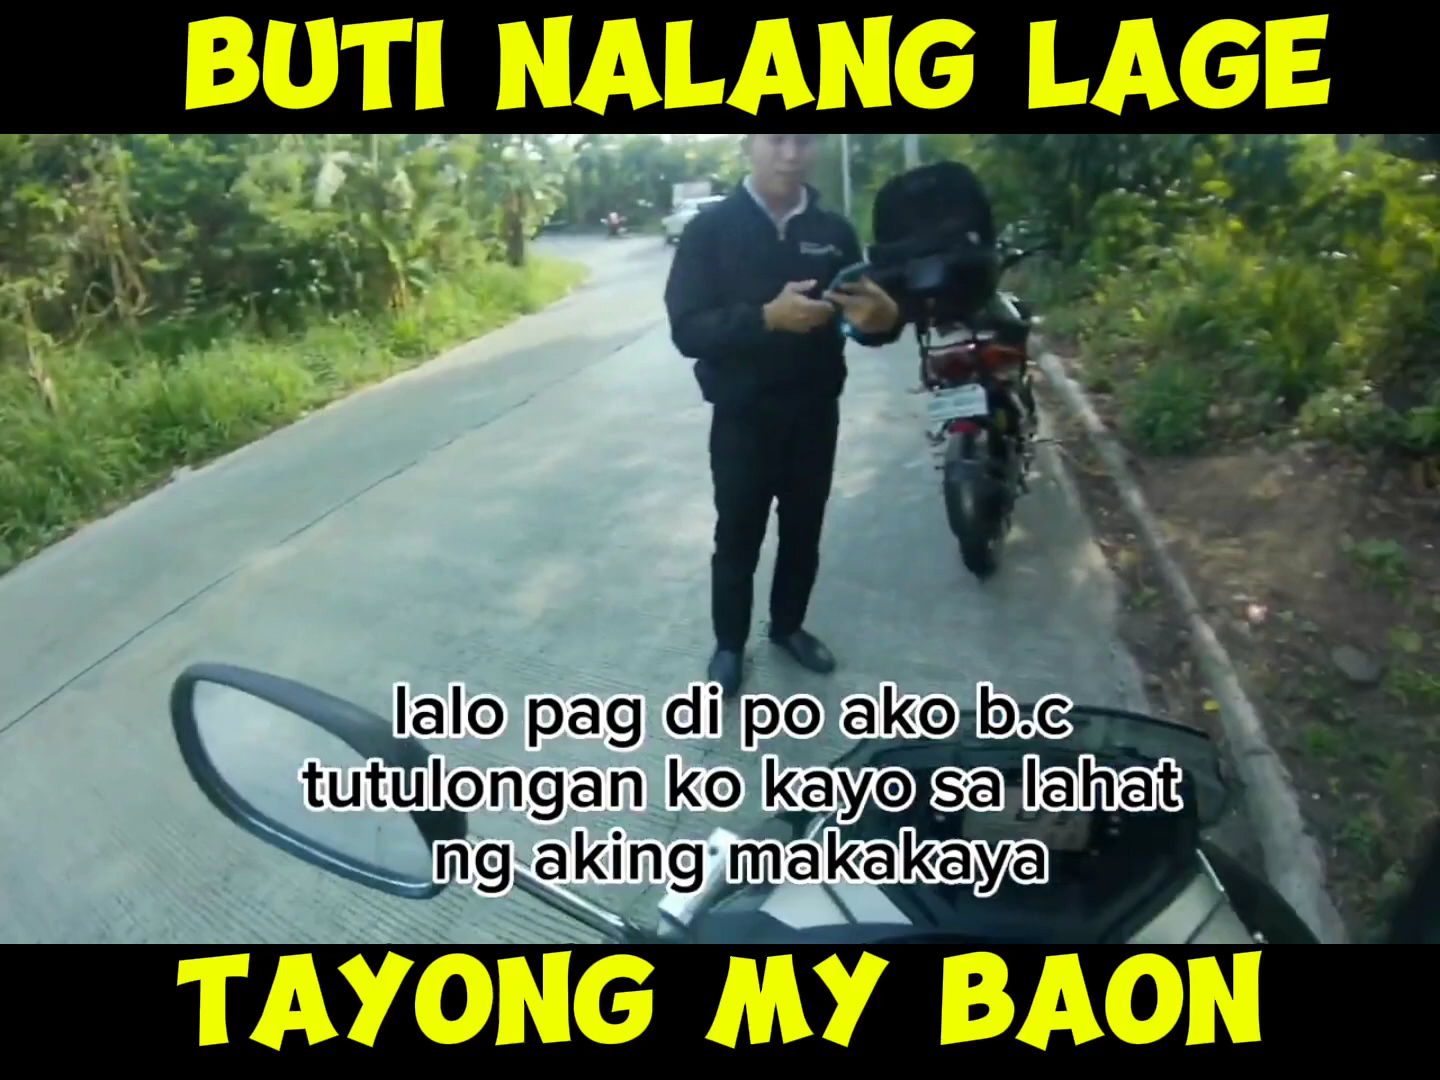 BUTI NALANG LAGE
lalo pag di po ako b.c
tutulongan ko kayo sa lahat
ng aking makakaya
TAYONG MY BAON